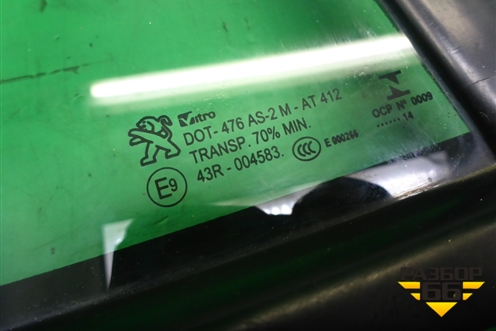 Vitro
DOT- 476 AS-2 M - AT 412
TRANSP. 70% MIN.
43R - 004583.
E9
CCC
E 000266
OCP Nº 0009
...... 14
РАЗБОР
66